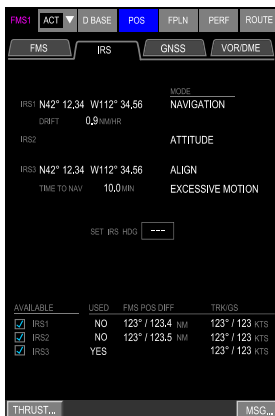 FMS1 ACT D BASE POS FPLN PERF ROUTE
FMS IRS GNSS VOR/DME
MODE
IRS1 N42° 12.34 W112° 34.56 NAVIGATION
DRIFT 0.9 NM/HR
IRS2 ATTITUDE
IRS3 N42° 12.34 W112° 34.56 ALIGN
TIME TO NAV 10.0 MIN EXCESSIVE MOTION
SET IRS HDG ---
AVAILABLE USED FMS POS DIFF TRK/GS
IRS1 NO 123° / 123.4 NM 123° / 123 KTS
IRS2 NO 123° / 123.5 NM 123° / 123 KTS
IRS3 YES 123° / 123 KTS
THRUST... MSG...